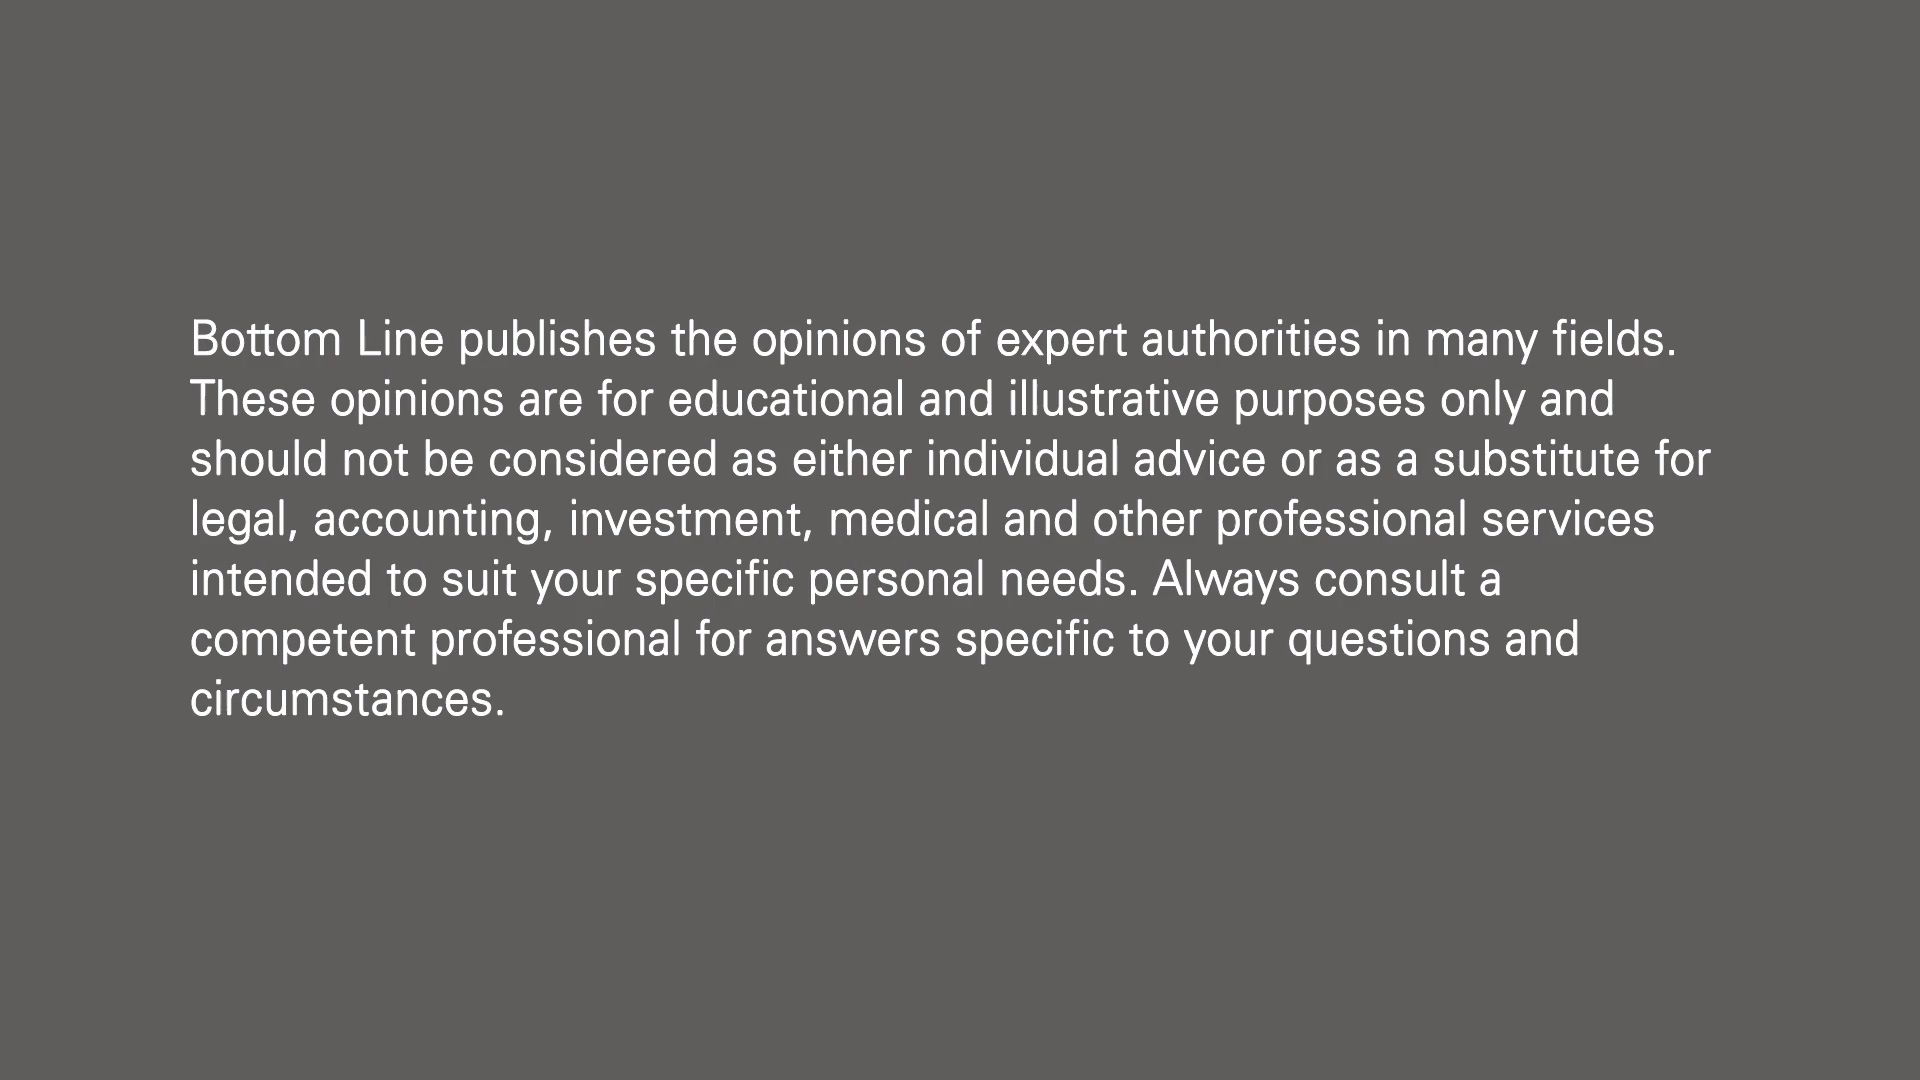 Bottom Line publishes the opinions of expert authorities in many fields.
These opinions are for educational and illustrative purposes only and
should not be considered as either individual advice or as a substitute for
legal, accounting, investment, medical and other professional services
intended to suit your specific personal needs. Always consult a
competent professional for answers specific to your questions and
circumstances.